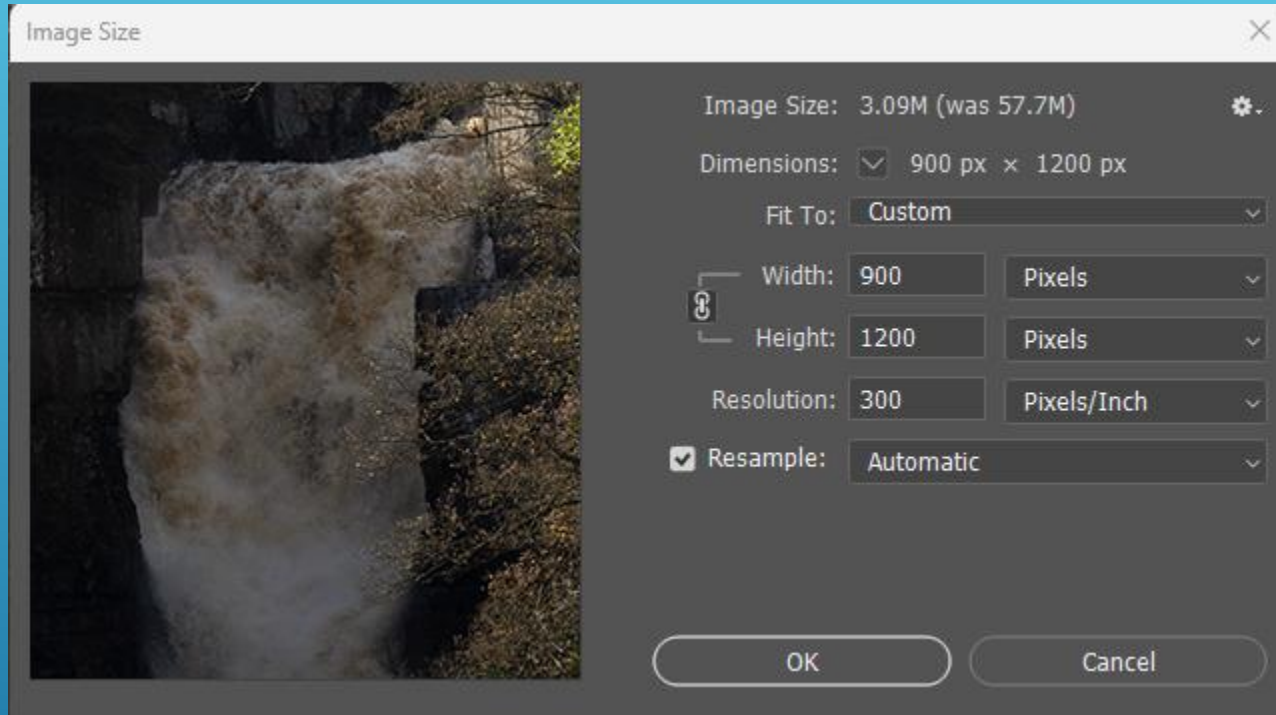 Image Size
Image Size: 3.09M (was 57.7M)
Dimensions: 900 px × 1200 px
Fit To: Custom
Width: 900 Pixels
Height: 1200 Pixels
Resolution: 300 Pixels/Inch
Resample: Automatic
OK Cancel